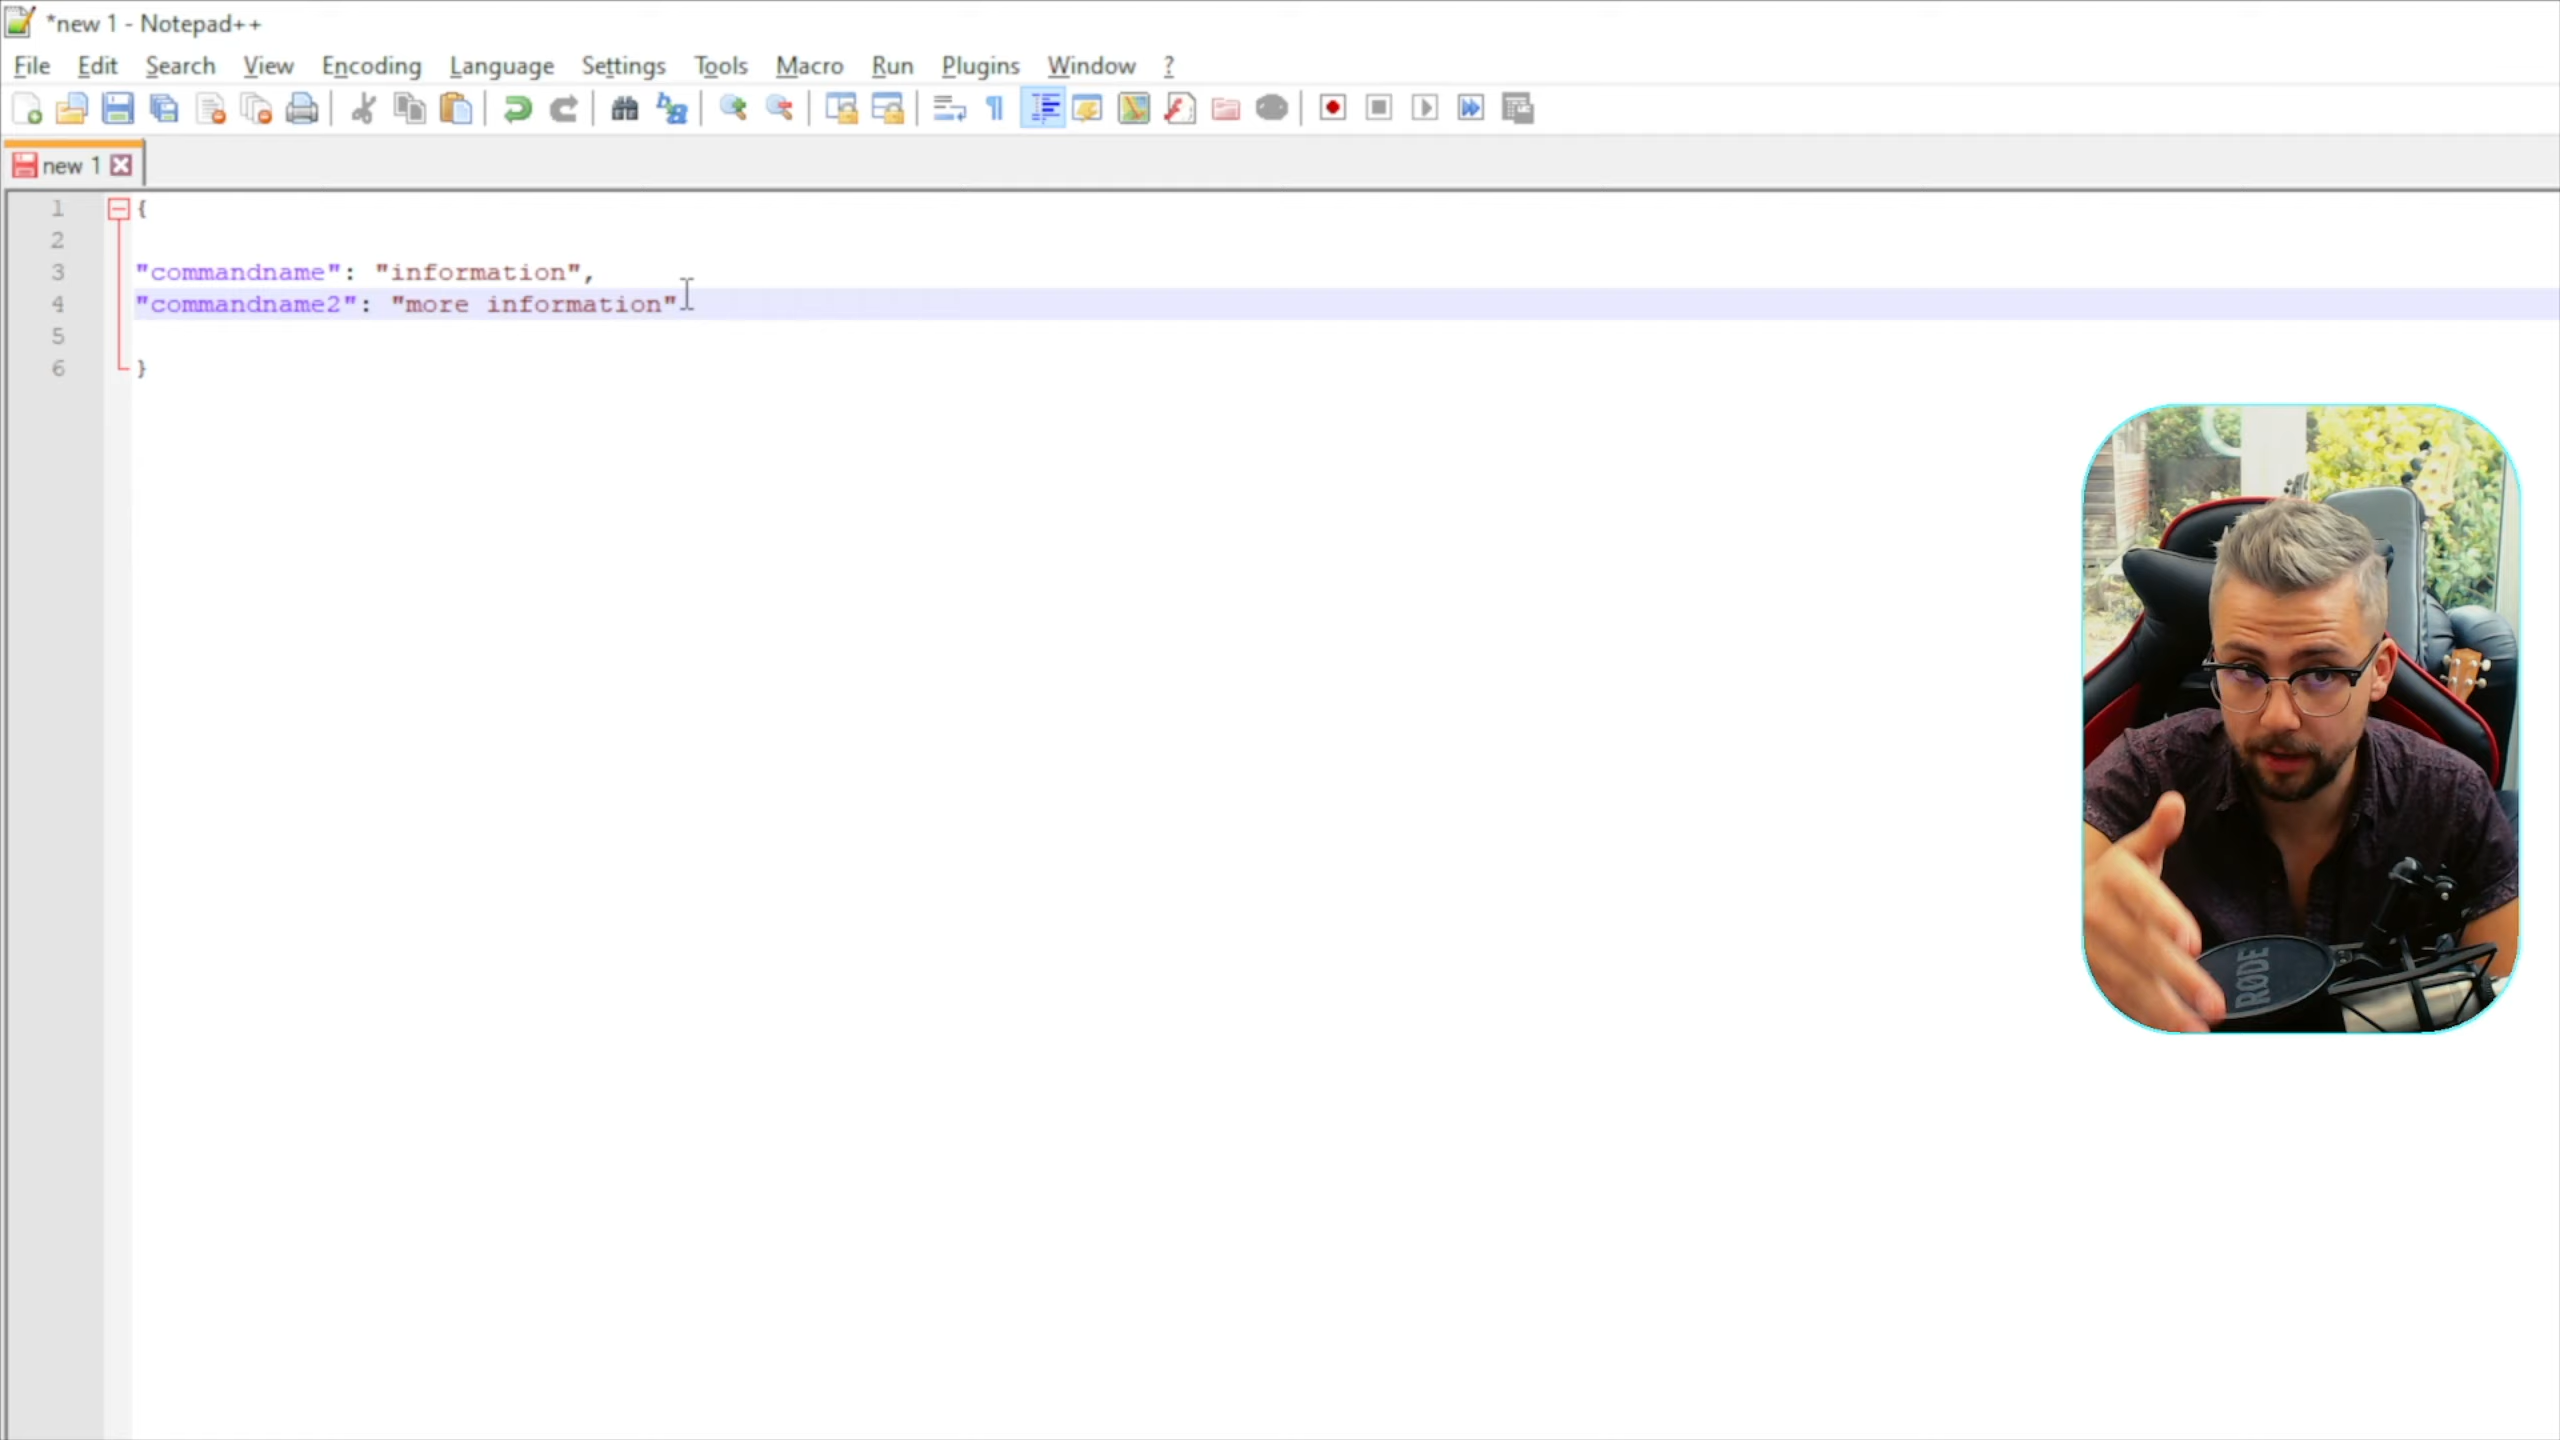 *new 1 - Notepad++
File Edit Search View Encoding Language Settings Tools Macro Run Plugins Window ?
new 1
1 {
2
3 "commandname": "information",
4 "commandname2": "more information"
5
6 }
RØDE